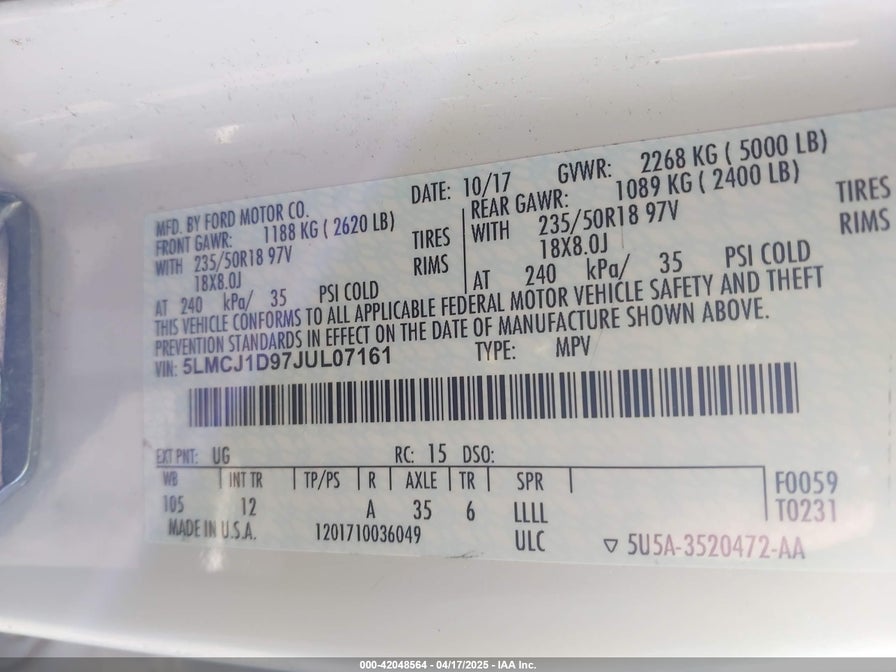 MFD. BY FORD MOTOR CO. DATE: 10/17 GVWR: 2268 KG ( 5000 LB)
FRONT GAWR: 1188 KG ( 2620 LB) REAR GAWR: 1089 KG ( 2400 LB)
WITH 235/50R18 97V TIRES WITH 235/50R18 97V TIRES
18X8.0J RIMS 18X8.0J RIMS
AT 240 kPa/ 35 PSI COLD AT 240 kPa/ 35 PSI COLD
THIS VEHICLE CONFORMS TO ALL APPLICABLE FEDERAL MOTOR VEHICLE SAFETY AND THEFT
PREVENTION STANDARDS IN EFFECT ON THE DATE OF MANUFACTURE SHOWN ABOVE.
VIN: 5LMCJ1D97JUL07161 TYPE: MPV
EXT PNT: UG RC: 15 DSO:
WB INT TR TP/PS R AXLE TR SPR F0059
105 12 A 35 6 LLLL T0231
MADE IN U.S.A. 1201710036049 ULC ▽ 5U5A-3520472-AA
000-42048564 - 04/17/2025 - IAA Inc.